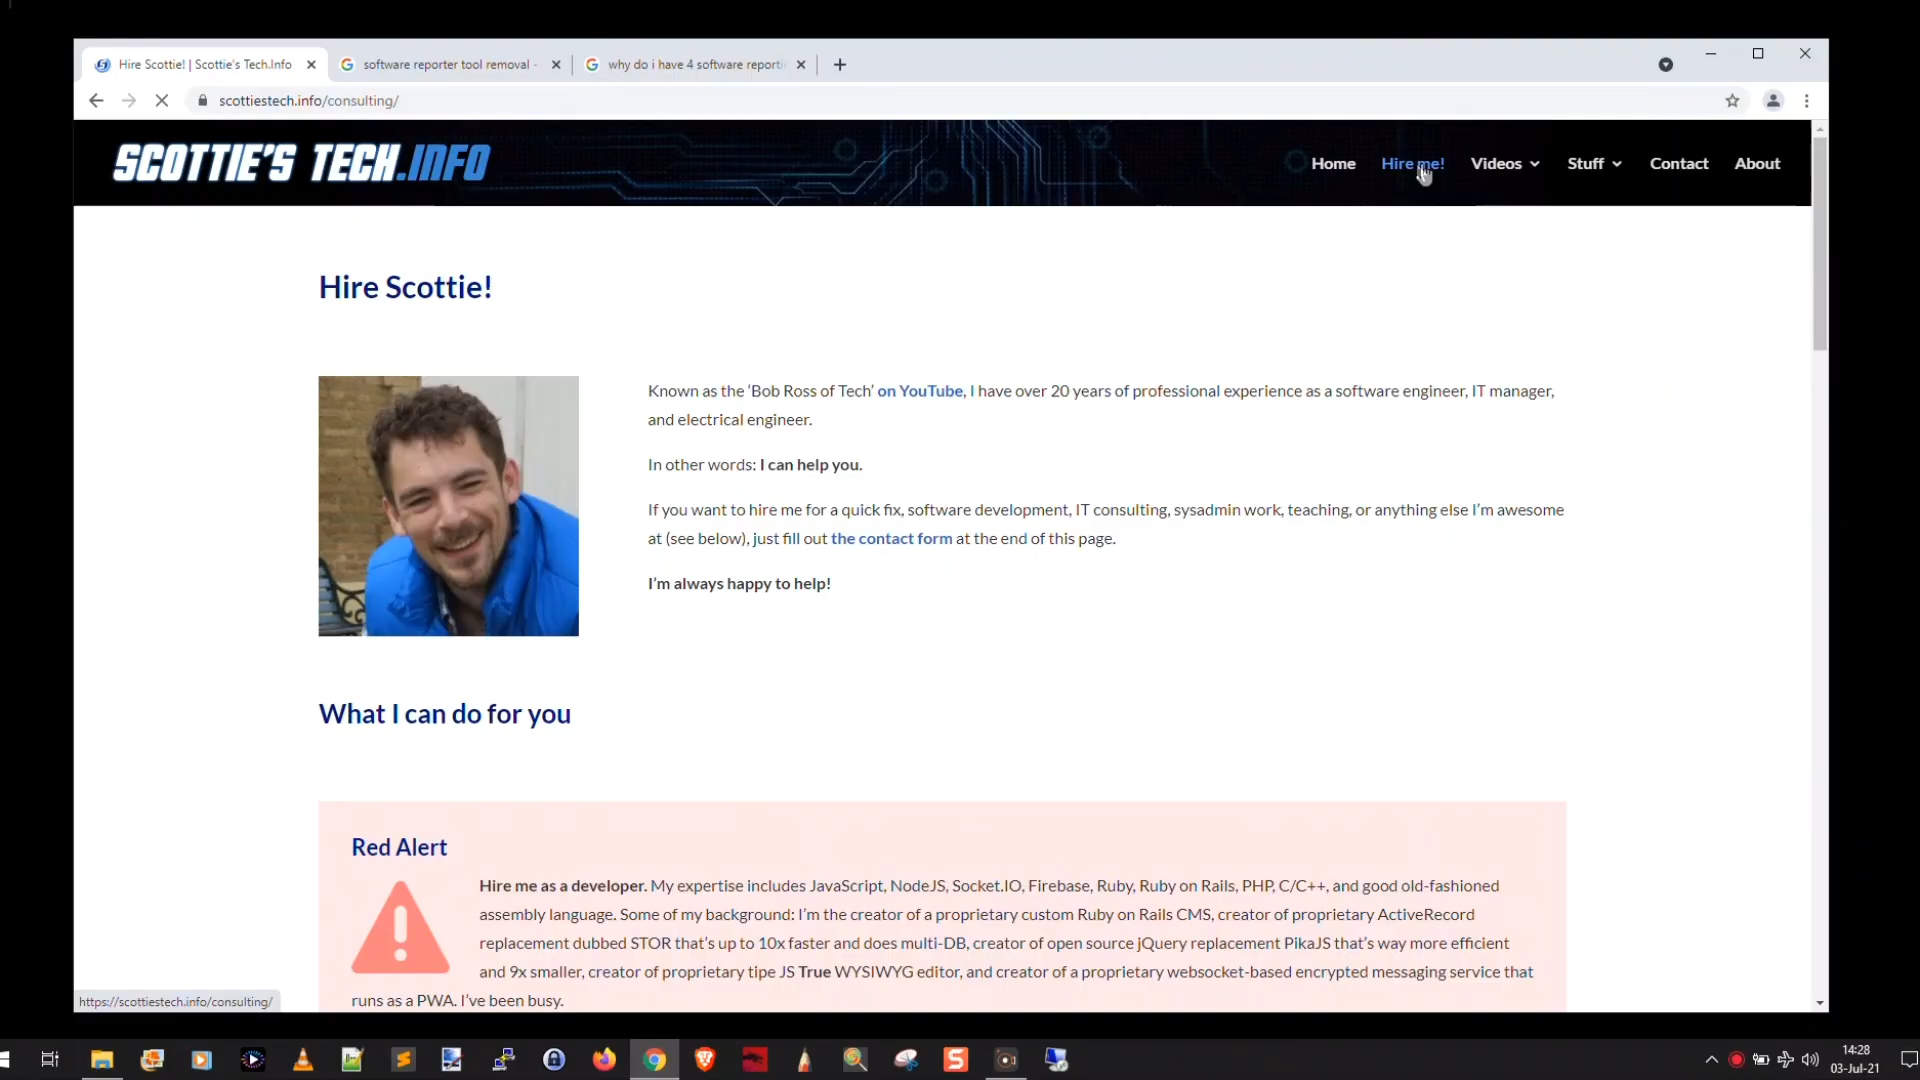 Hire Scottie! | Scottie's Tech.Info
software reporter tool removal -
why do i have 4 software reporti
scottiestech.info/consulting/
SCOTTIE'S TECH.INFO
Home
Hire me!
Videos
Stuff
Contact
About
Hire Scottie!
Known as the ‘Bob Ross of Tech’ on YouTube, I have over 20 years of professional experience as a software engineer, IT manager,
and electrical engineer.
In other words: I can help you.
If you want to hire me for a quick fix, software development, IT consulting, sysadmin work, teaching, or anything else I’m awesome
at (see below), just fill out the contact form at the end of this page.
I’m always happy to help!
What I can do for you
Red Alert
Hire me as a developer. My expertise includes JavaScript, NodeJS, Socket.IO, Firebase, Ruby, Ruby on Rails, PHP, C/C++, and good old-fashioned
assembly language. Some of my background: I’m the creator of a proprietary custom Ruby on Rails CMS, creator of proprietary ActiveRecord
replacement dubbed STOR that’s up to 10x faster and does multi-DB, creator of open source jQuery replacement PikaJS that’s way more efficient
and 9x smaller, creator of proprietary tipe JS True WYSIWYG editor, and creator of a proprietary websocket-based encrypted messaging service that
runs as a PWA. I’ve been busy.
https://scottiestech.info/consulting/
14:28
03-Jul-21